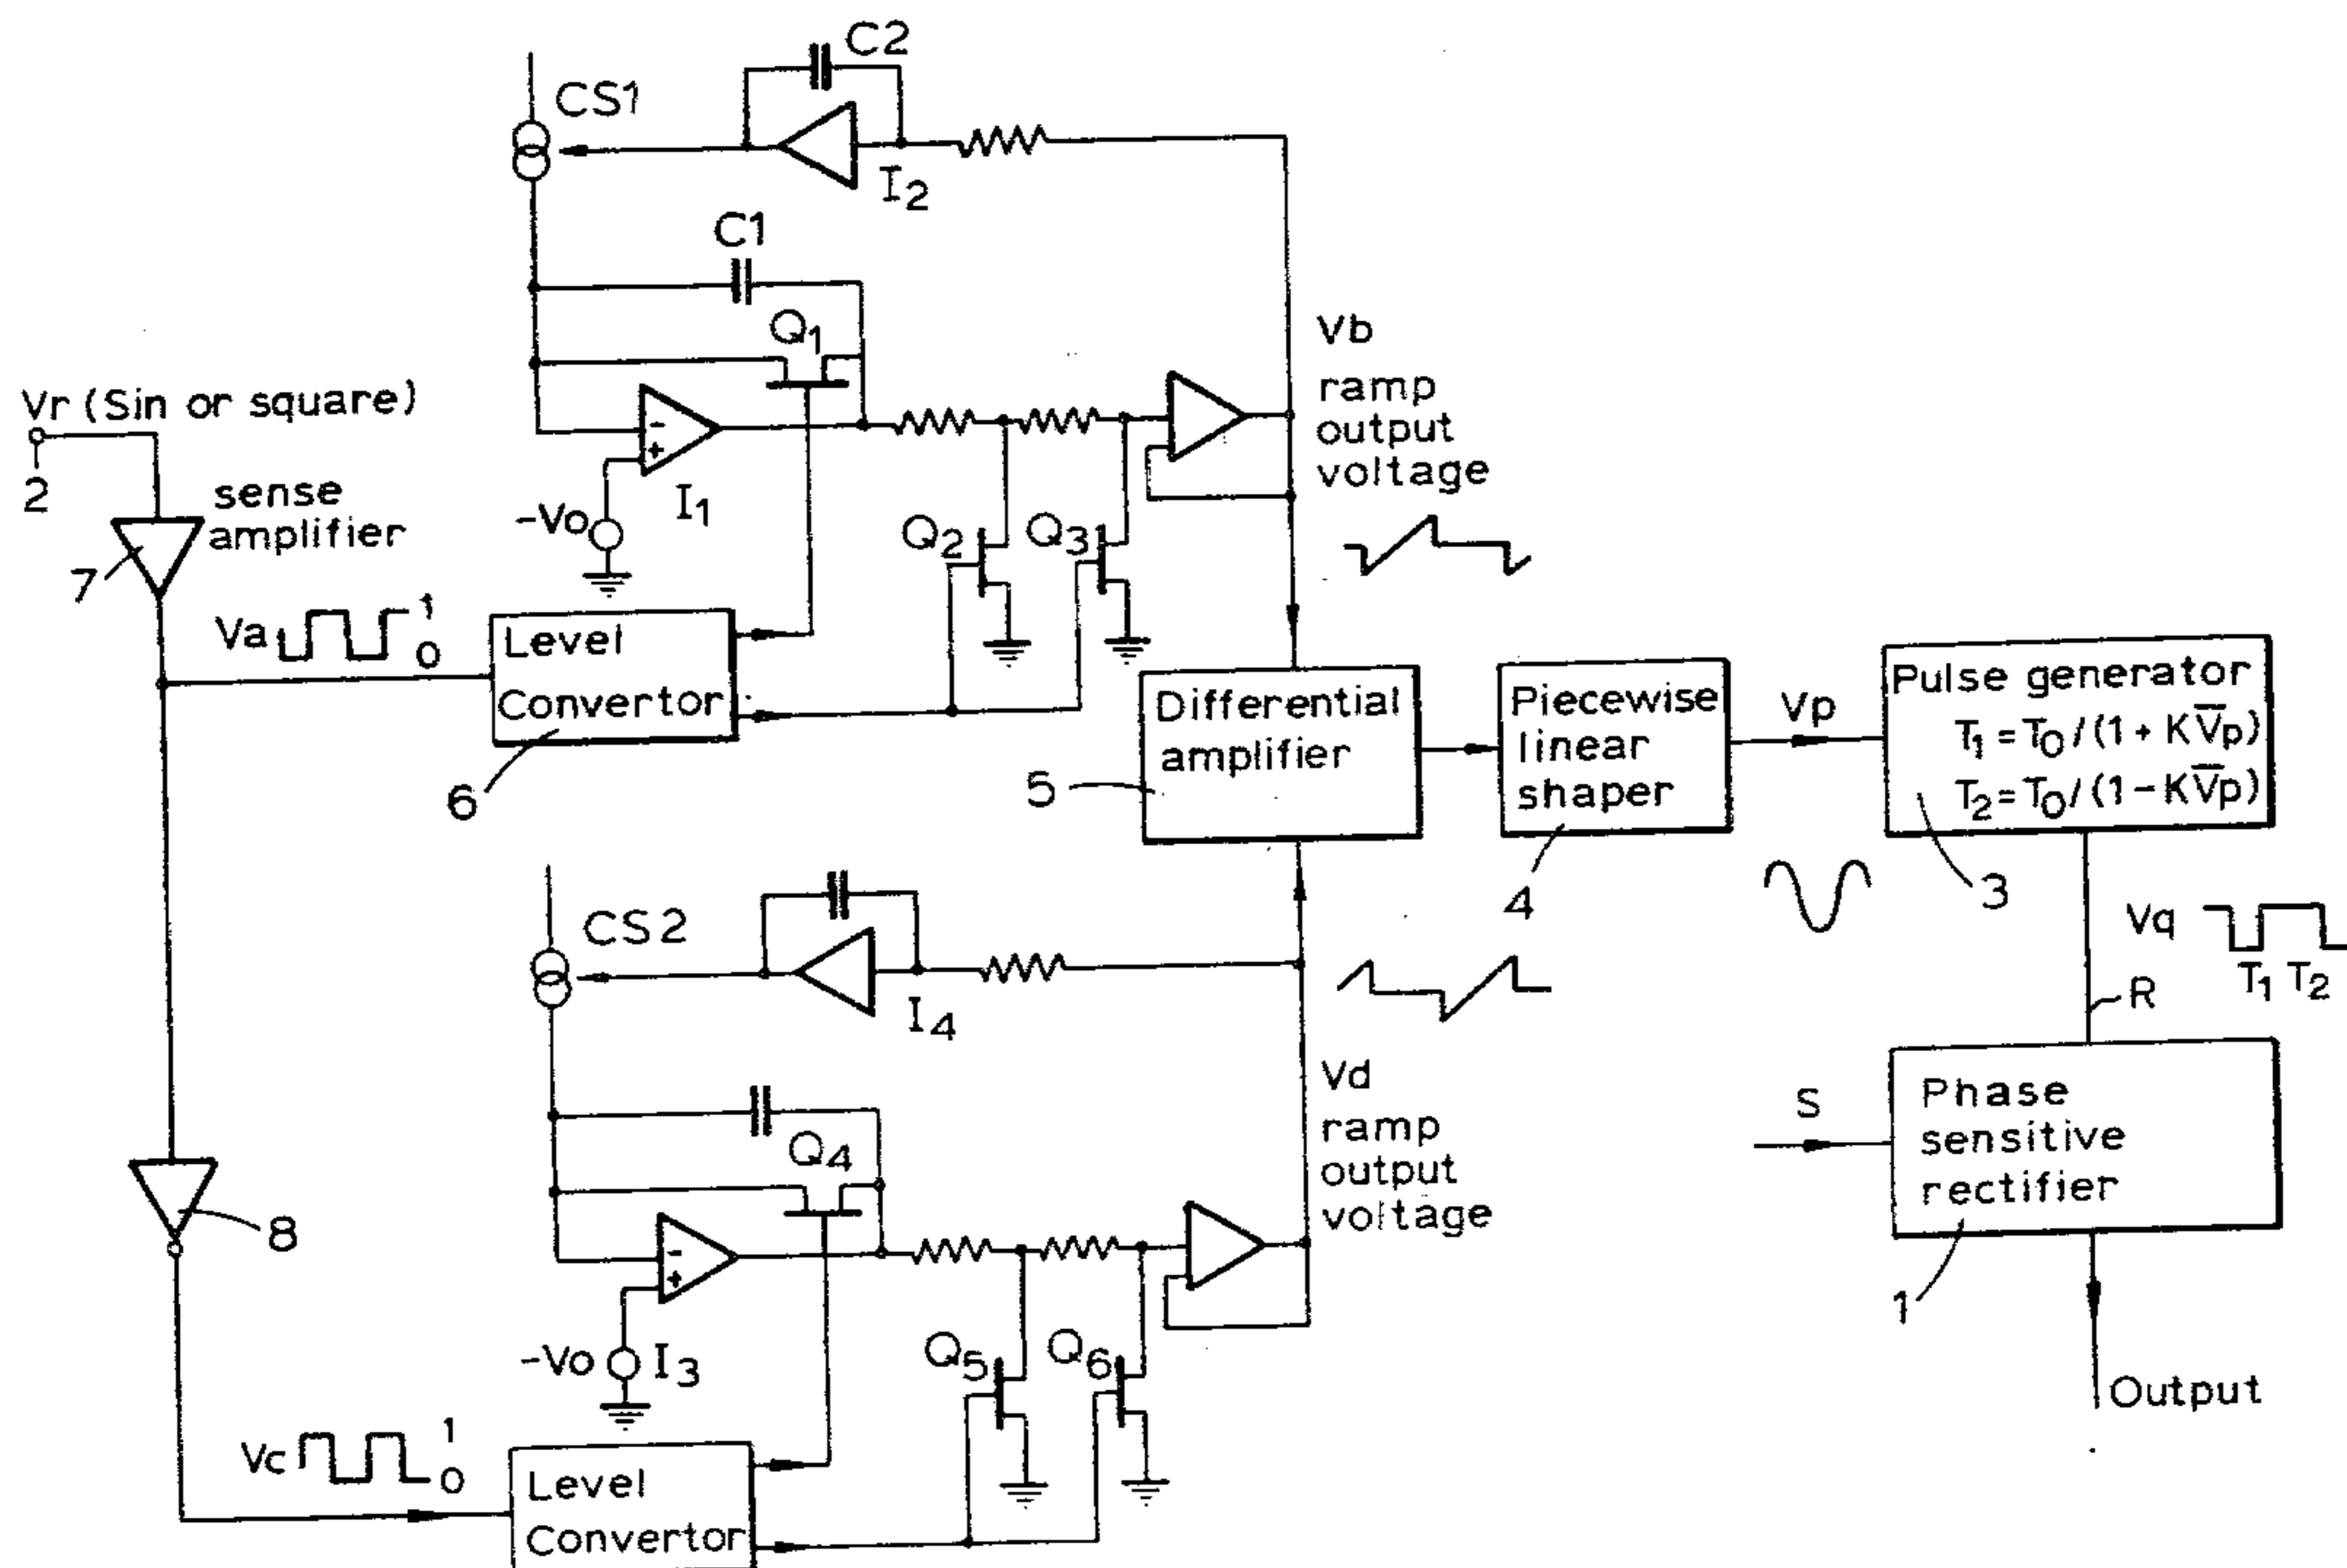 C2
CS1
I2
C1
Q1
Vb
ramp
output
voltage
Vr (Sin or square)
2
sense
amplifier
7
-Vo
I1
Q2
Q3
Va
1
0
Level
Convertor
6
Differential
amplifier
5
Piecewise
linear
shaper
4
Vp
Pulse generator
T1 = T0 / (1 + K V̅p)
T2 = T0 / (1 - K V̅p)
3
Vq
T1 T2
R
CS2
I4
Q4
Vd
ramp
output
voltage
S
Phase
sensitive
rectifier
1
Output
8
-Vo
I3
Q5
Q6
Vc
1
0
Level
Convertor